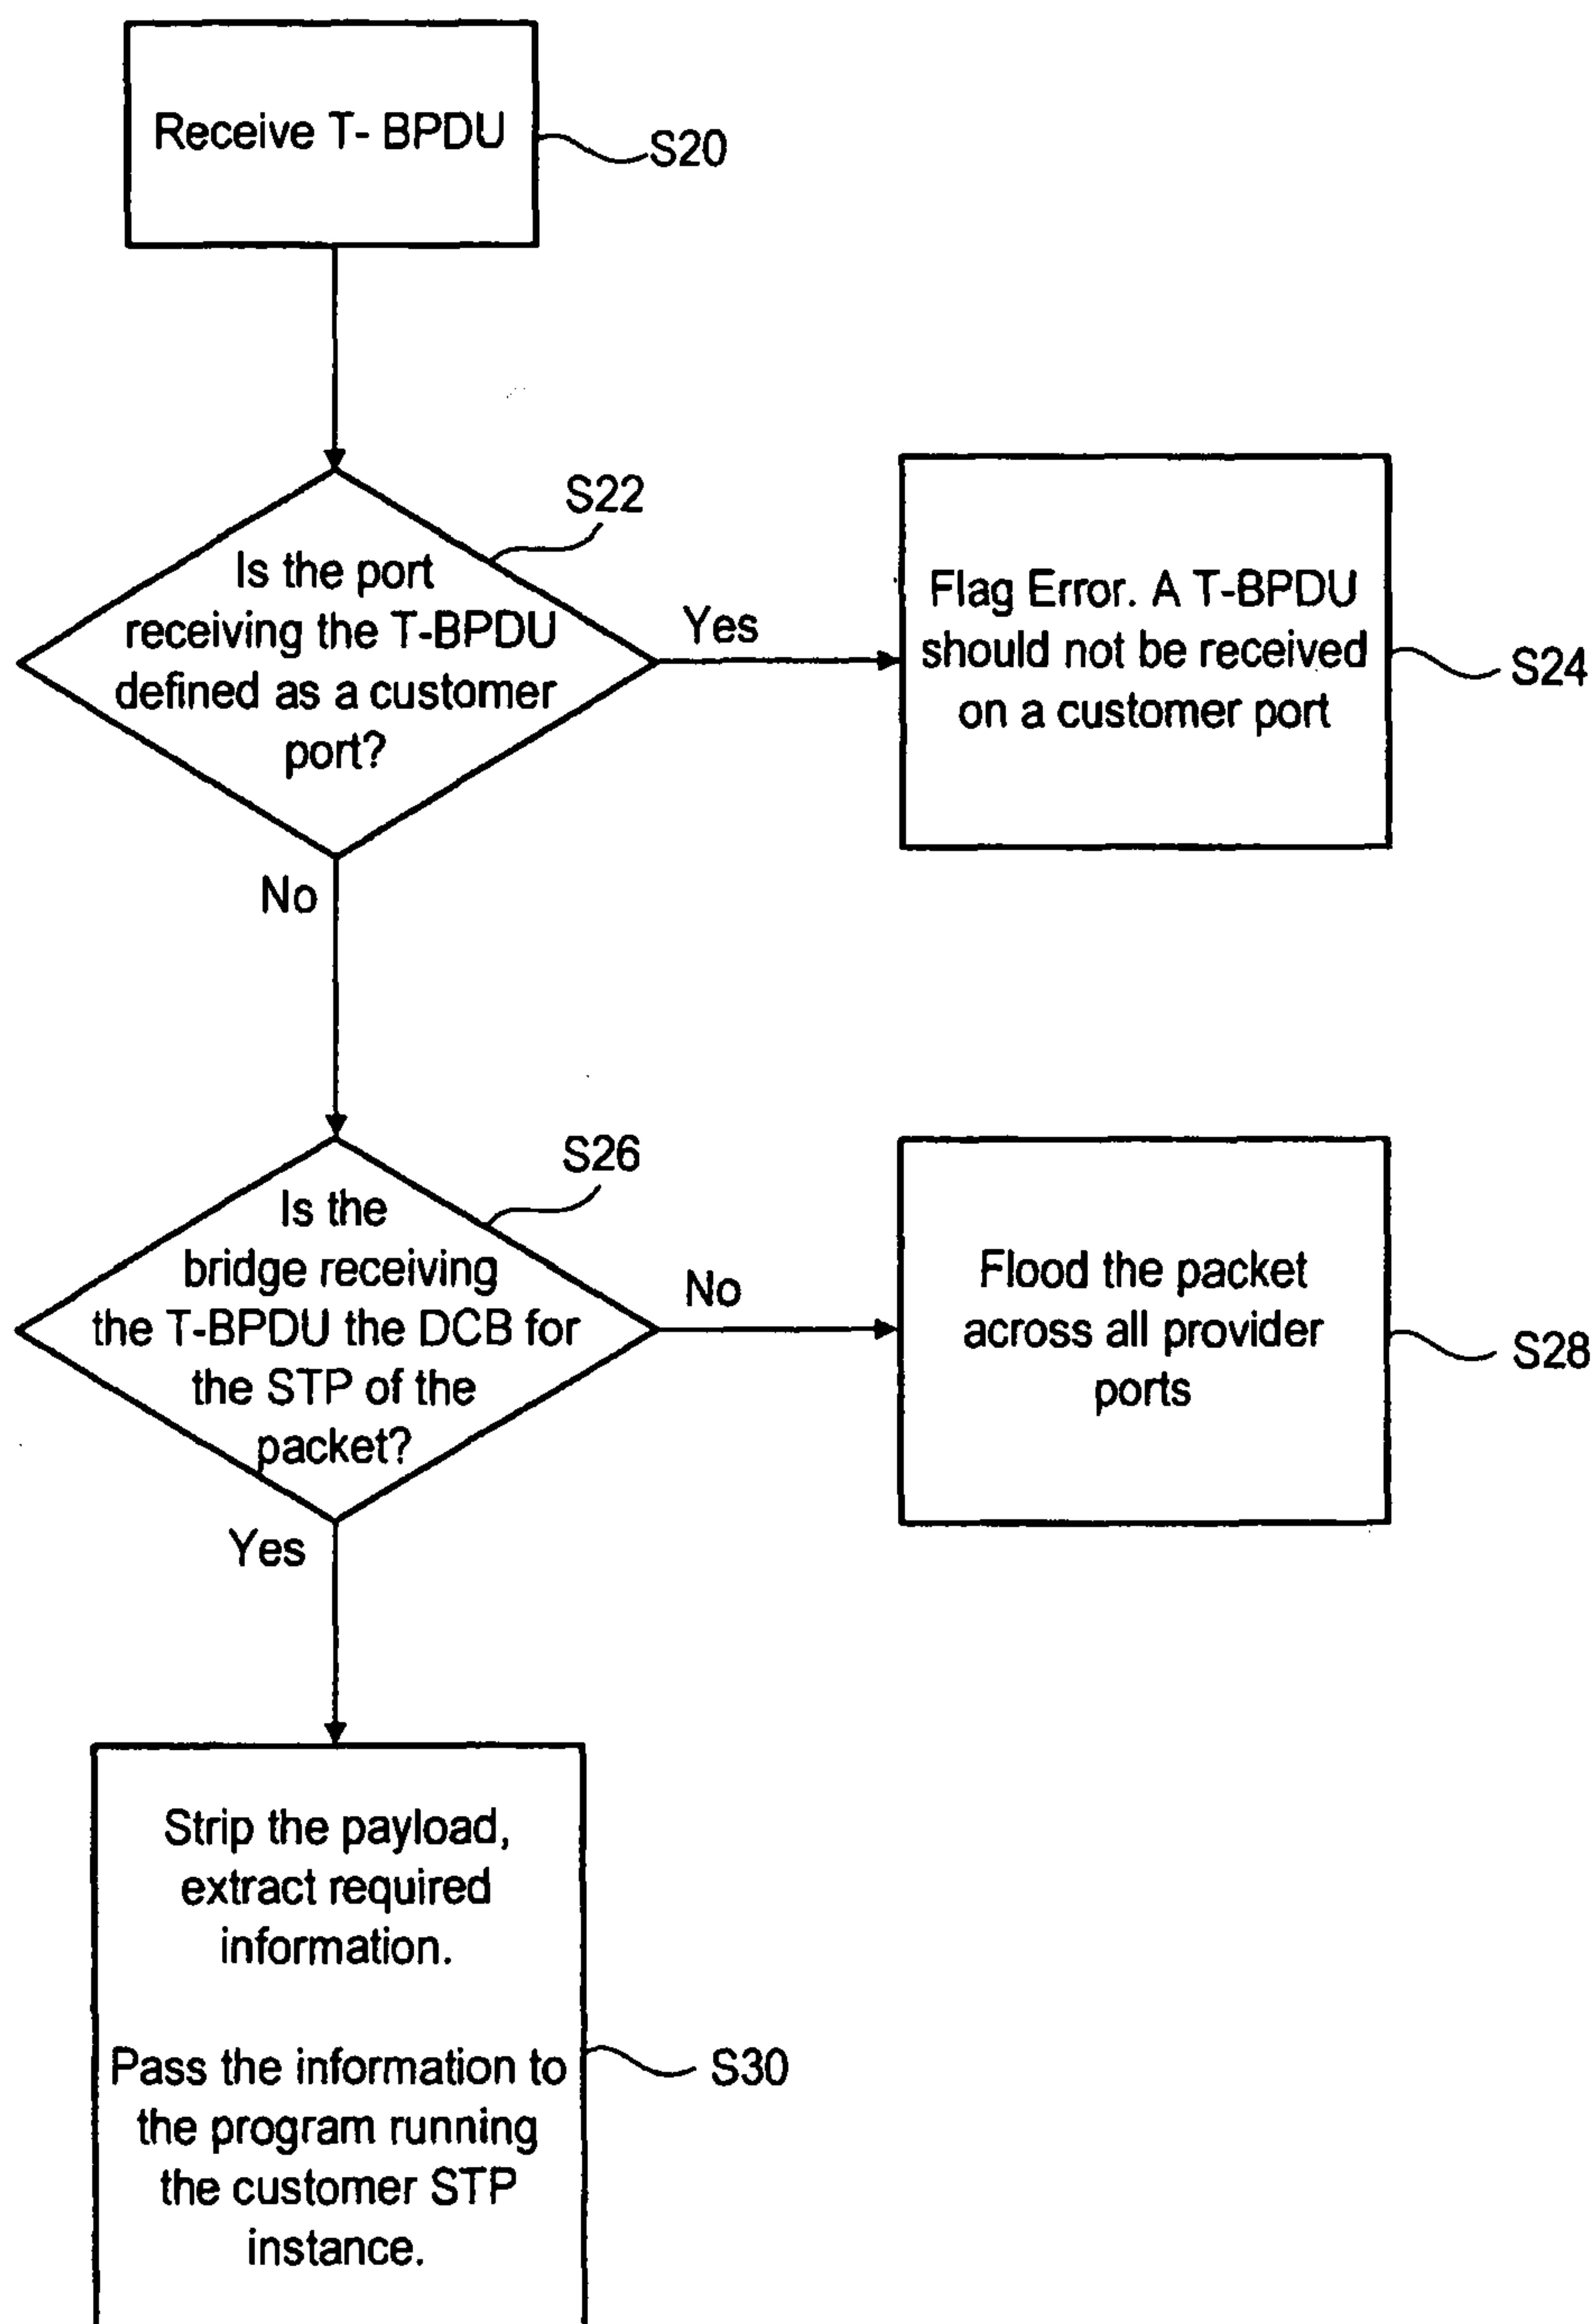 Receive T- BPDU
S20
S22
Is the port
receiving the T-BPDU
defined as a customer
port?
Yes
Flag Error. A T-BPDU
should not be received
on a customer port
S24
No
S26
Is the
bridge receiving
the T-BPDU the DCB for
the STP of the
packet?
No
Flood the packet
across all provider
ports
S28
Yes
Strip the payload,
extract required
information.
Pass the information to
the program running
the customer STP
instance.
S30